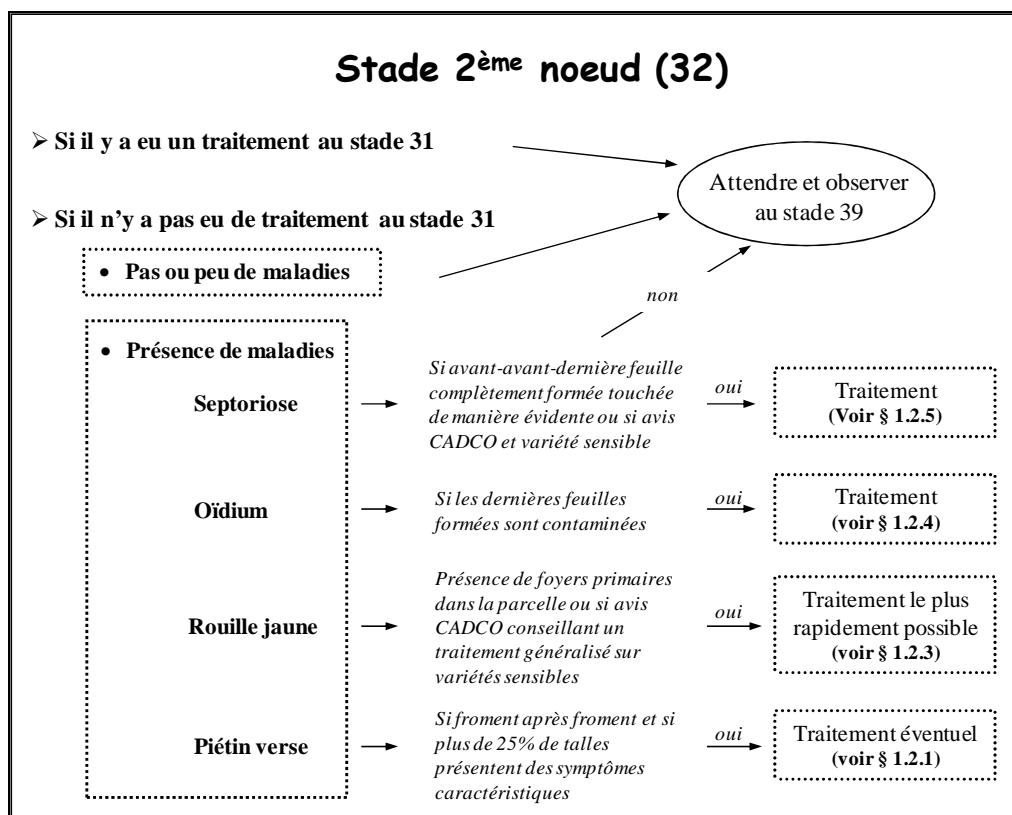 Stade 2ème noeud (32)
➢ Si il y a eu un traitement au stade 31
Attendre et observer
au stade 39
➢ Si il n'y a pas eu de traitement au stade 31
• Pas ou peu de maladies
non
• Présence de maladies
Septoriose
Si avant-avant-dernière feuille
complètement formée touchée
de manière évidente ou si avis
CADCO et variété sensible
oui
Traitement
(Voir § 1.2.5)
Oïdium
Si les dernières feuilles
formées sont contaminées
oui
Traitement
(voir § 1.2.4)
Rouille jaune
Présence de foyers primaires
dans la parcelle ou si avis
CADCO conseillant un
traitement généralisé sur
variétés sensibles
oui
Traitement le plus
rapidement possible
(voir § 1.2.3)
Piétin verse
Si froment après froment et si
plus de 25% de talles
présentent des symptômes
caractéristiques
oui
Traitement éventuel
(voir § 1.2.1)